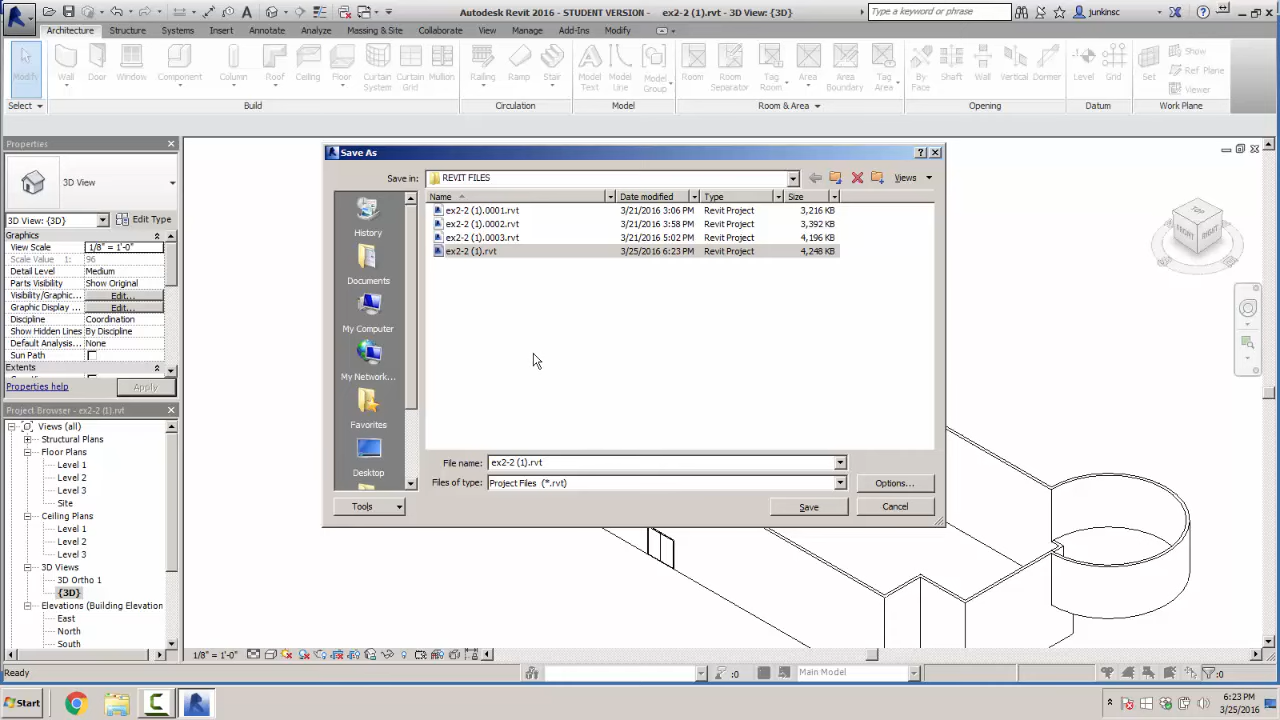 Autodesk Revit 2016 - STUDENT VERSION - ex2-2 (1).rvt - 3D View: {3D}
Type a keyword or phrase
junkinsc
Architecture Structure Systems Insert Annotate Analyze Massing & Site Collaborate View Manage Add-Ins Modify
Modify
Wall Door Window Component Column Roof Ceiling Floor Curtain System Curtain Grid Mullion
Railing Ramp Stair
Model Text Model Line Model Group
Room Room Separator Tag Room Area Area Boundary Tag Area
By Face Shaft Wall Vertical Dormer
Level Grid
Set Show
Ref Plane
Viewer
Select Build Circulation Model Room & Area Opening Datum Work Plane
Properties
3D View
3D View: {3D} Edit Type
Graphics
View Scale 1/8" = 1'-0"
Scale Value 1: 96
Detail Level Medium
Parts Visibility Show Original
Visibility/Graphic... Edit...
Graphic Display ... Edit...
Discipline Coordination
Show Hidden Lines By Discipline
Default Analysis... None
Sun Path
Extents
Properties help Apply
Project Browser - ex2-2 (1).rvt
Views (all)
Structural Plans
Floor Plans
Level 1
Level 2
Level 3
Site
Ceiling Plans
Level 1
Level 2
Level 3
3D Views
3D Ortho 1
{3D}
Elevations (Building Elevation
East
North
South
Save As
Save in: REVIT FILES Views
Name Date modified Type Size
ex2-2 (1).0001.rvt 3/21/2016 3:06 PM Revit Project 3,216 KB
ex2-2 (1).0002.rvt 3/21/2016 3:58 PM Revit Project 3,392 KB
ex2-2 (1).0003.rvt 3/21/2016 5:02 PM Revit Project 4,196 KB
ex2-2 (1).rvt 3/25/2016 6:23 PM Revit Project 4,248 KB
History
Documents
My Computer
My Network...
Favorites
Desktop
File name: ex2-2 (1).rvt
Files of type: Project Files (*.rvt) Options...
Tools Save Cancel
TOP
RIGHT
1/8" = 1'-0"
Ready :0 Main Model :0
Start
6:23 PM
3/25/2016